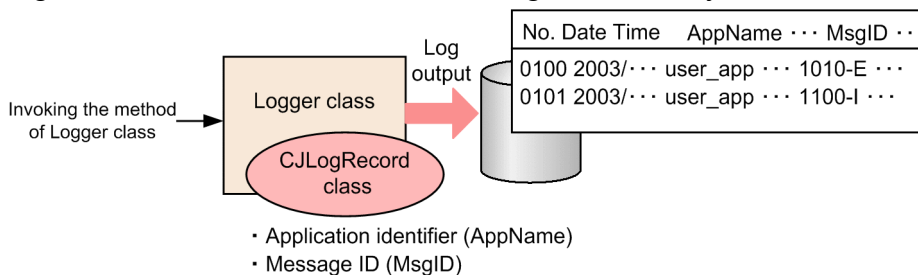 No. Date Time AppName ··· MsgID ··
0100 2003/··· user_app ··· 1010-E ···
0101 2003/··· user_app ··· 1100-I ···
Log
output
Invoking the method
of Logger class
Logger class
CJLogRecord
class
・Application identifier (AppName)
・Message ID (MsgID)